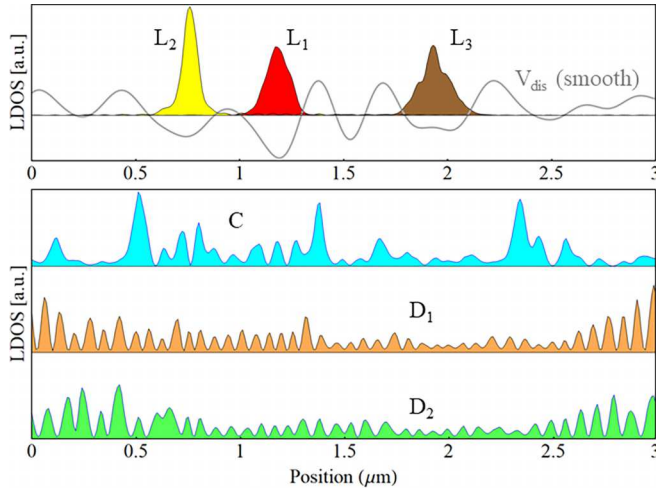 LDOS [a.u.]
L₂
L₁
L₃
V_dis (smooth)
0 0.5 1 1.5 2 2.5 3
LDOS [a.u.]
C
D₁
D₂
0 0.5 1 1.5 2 2.5 3
Position (μm)